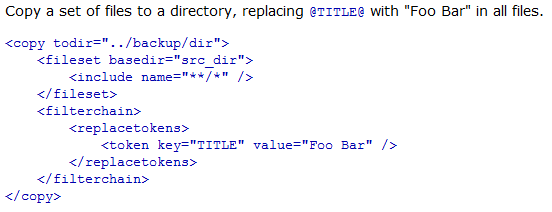 Copy a set of files to a directory, replacing @TITLE@ with "Foo Bar" in all files.
<copy todir="../backup/dir">
    <fileset basedir="src_dir">
        <include name="**/*" />
    </fileset>
    <filterchain>
        <replacetokens>
            <token key="TITLE" value="Foo Bar" />
        </replacetokens>
    </filterchain>
</copy>